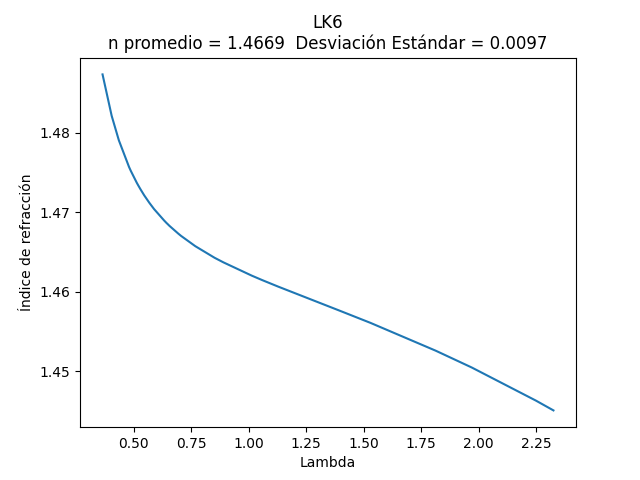 LK6
n promedio = 1.4669 Desviación Estándar = 0.0097
Índice de refracción
1.48
1.47
1.46
1.45
0.50 0.75 1.00 1.25 1.50 1.75 2.00 2.25
Lambda